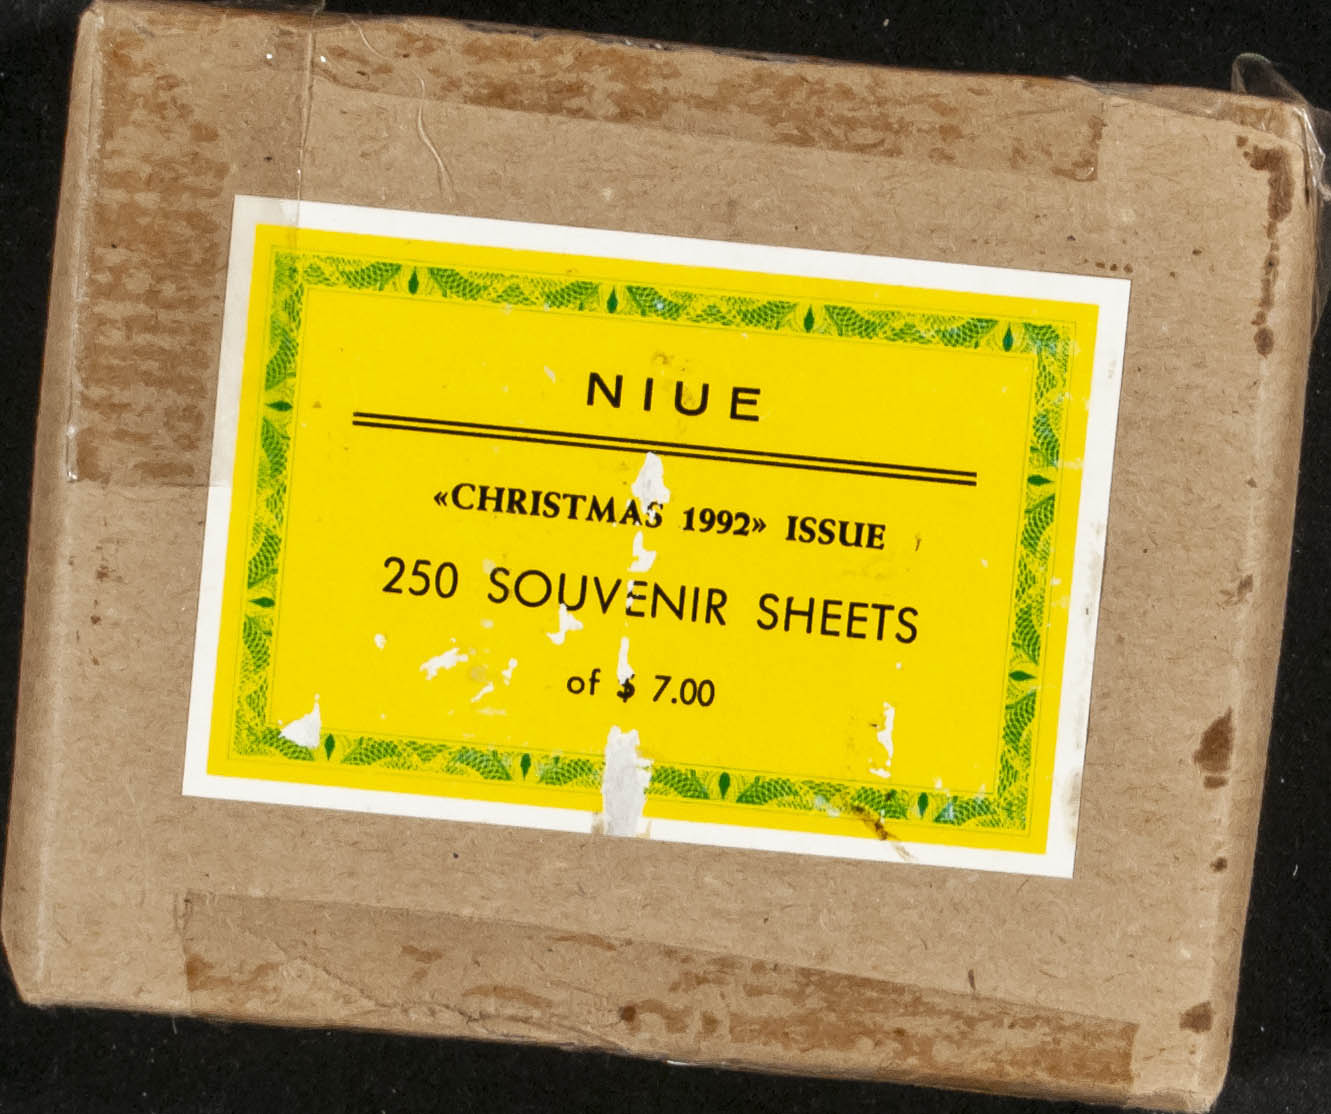 NIUE
«CHRISTMAS 1992» ISSUE
250 SOUVENIR SHEETS
of $ 7.00